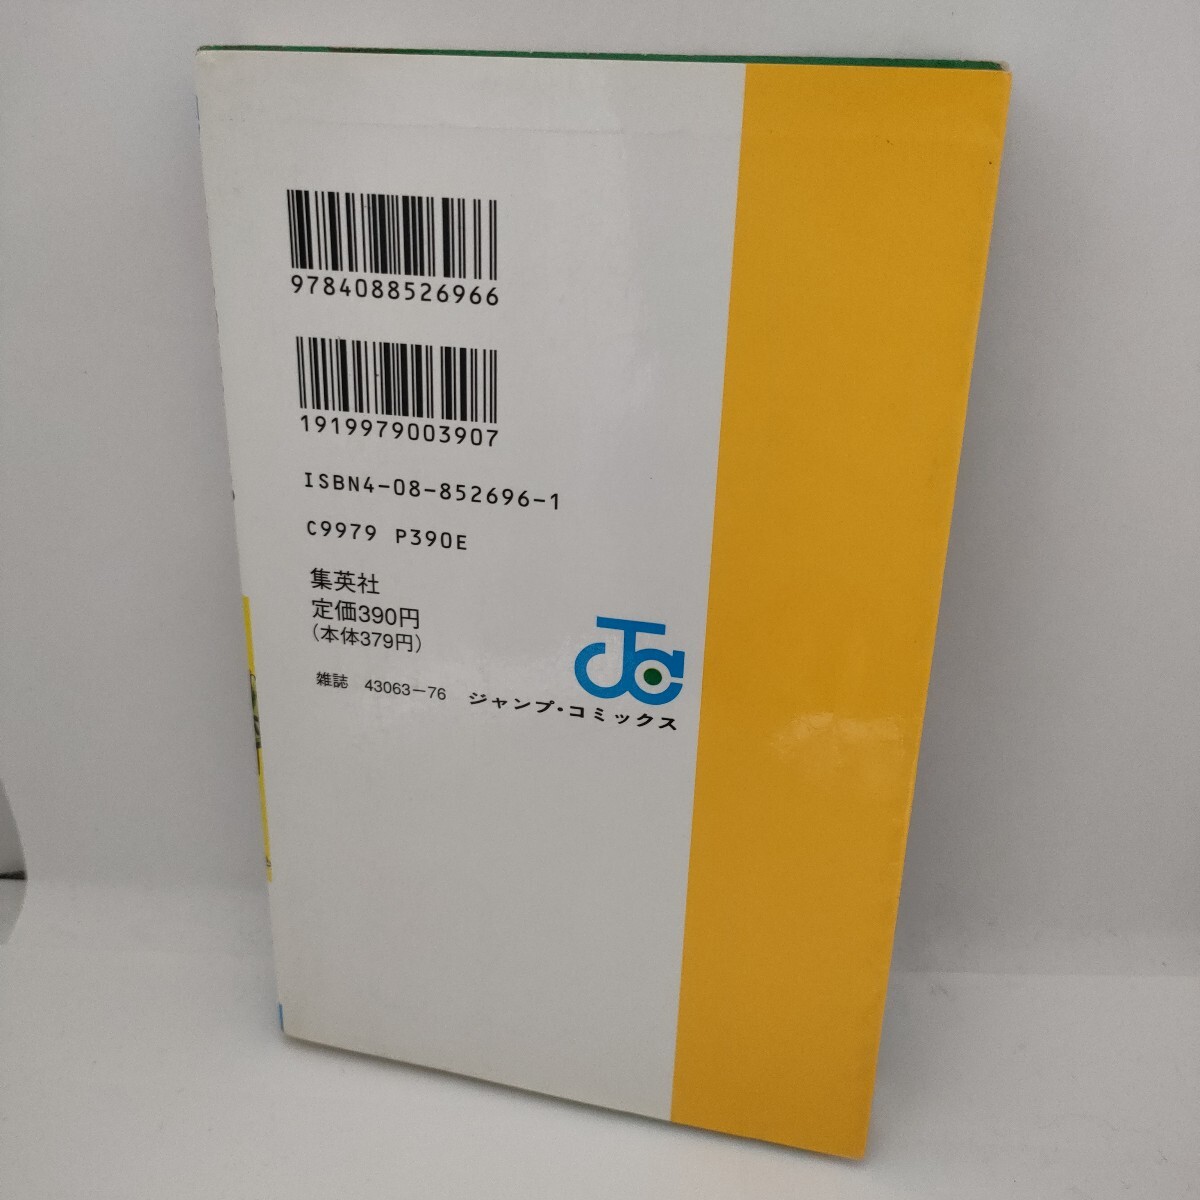 9784088526966
1919979003907
ISBN4-08-852696-1
C9979 P390E
集英社
定価390円
（本体379円）
雑誌 43063-76
JC
ジャンプ・コミックス